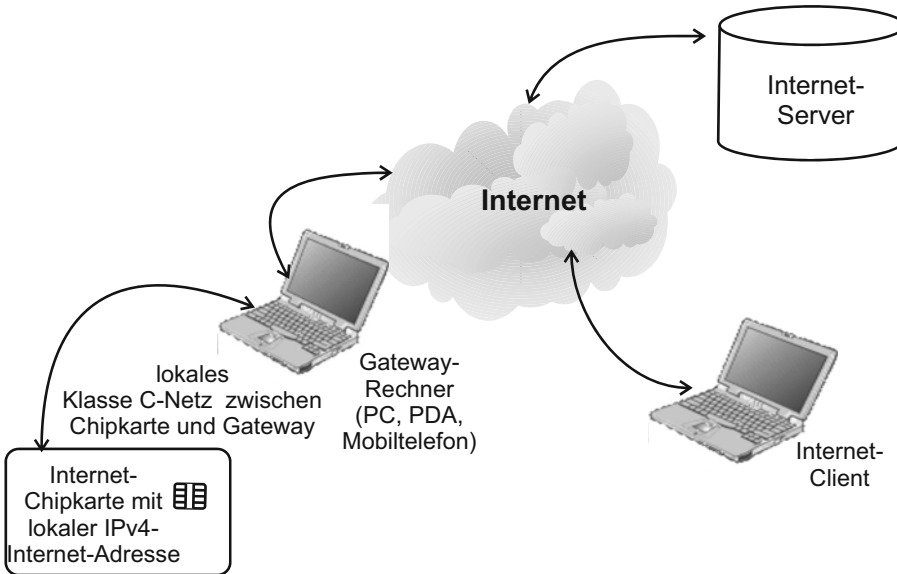 Internet-
Server
Internet
lokales
Klasse C-Netz zwischen
Chipkarte und Gateway
Gateway-
Rechner
(PC, PDA,
Mobiltelefon)
Internet-
Client
Internet-
Chipkarte mit
lokaler IPv4-
Internet-Adresse